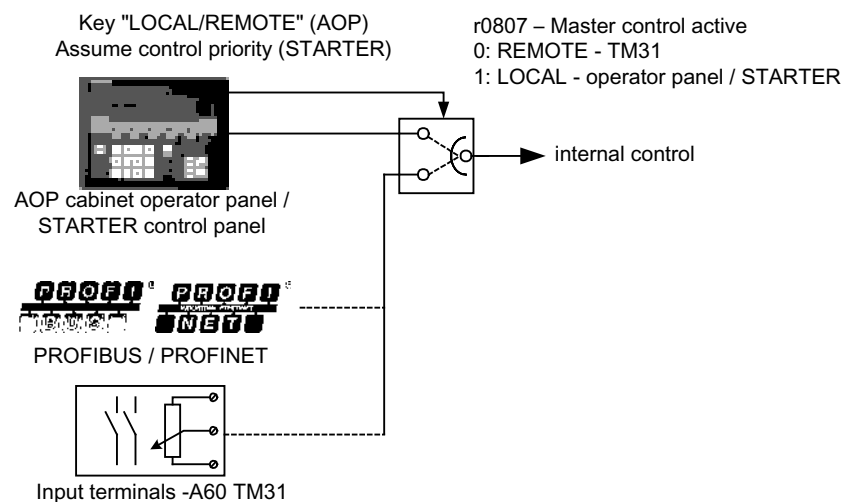 Key "LOCAL/REMOTE" (AOP)
Assume control priority (STARTER)
r0807 – Master control active
0: REMOTE - TM31
1: LOCAL - operator panel / STARTER
internal control
AOP cabinet operator panel /
STARTER control panel
PROFI
BUS
PROFI
NET
PROFIBUS / PROFINET
Input terminals -A60 TM31